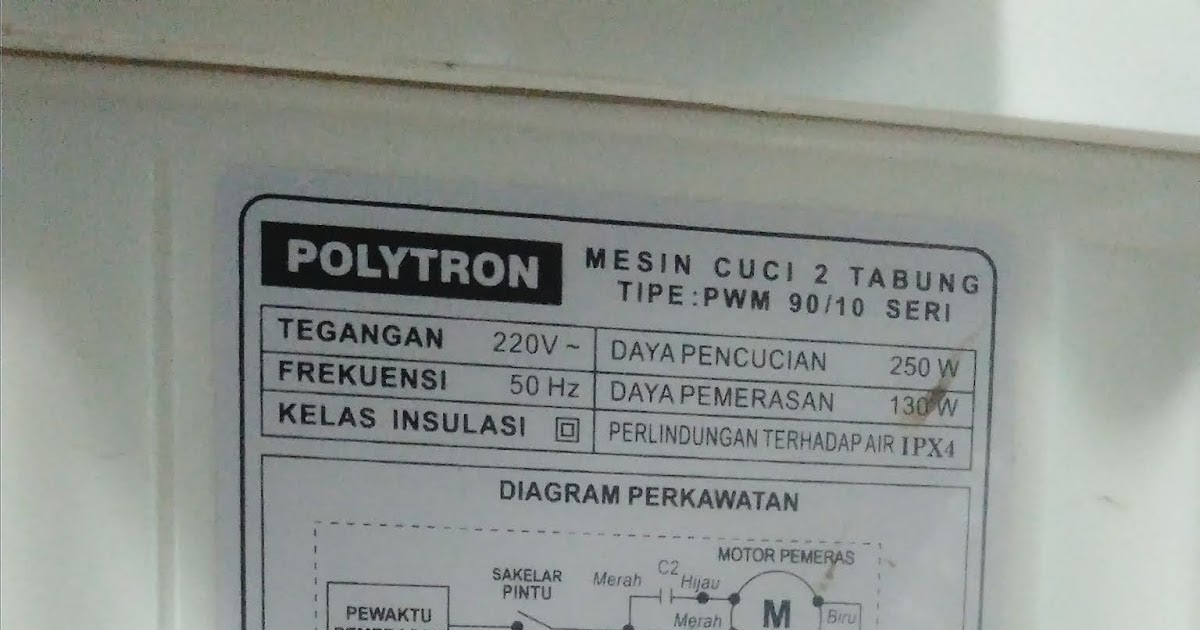 POLYTRON
MESIN CUCI 2 TABUNG
TIPE:PWM 90/10 SERI
TEGANGAN 220V ~
DAYA PENCUCIAN 250 W
FREKUENSI 50 Hz
DAYA PEMERASAN 130 W
KELAS INSULASI
PERLINDUNGAN TERHADAP AIR IPX4
DIAGRAM PERKAWATAN
MOTOR PEMERAS
SAKELAR
PINTU
Merah
C2
Hijau
PEWAKTU
M
Merah
Biru